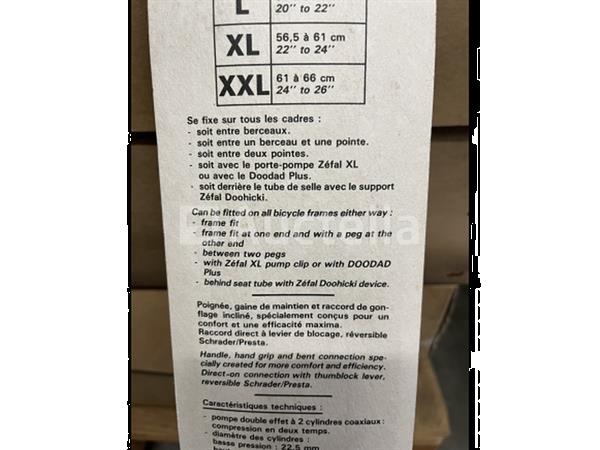 L
20" to 22"
XL
56,5 à 61 cm
22" to 24"
XXL
61 à 66 cm
24" to 26"
Se fixe sur tous les cadres :
- soit entre berceaux.
- soit entre un berceau et une pointe.
- soit entre deux pointes.
- soit avec le porte-pompe Zéfal XL
ou avec le Doodad Plus.
- soit derrière le tube de selle avec le support
Zéfal Doohicki.
Can be fitted on all bicycle frames either way :
- frame fit
- frame fit at one end and with a peg at the
other end
- between two pegs
- with Zéfal XL pump clip or with DOODAD
Plus
- behind seat tube with Zéfal Doohicki device.
Poignée, gaine de maintien et raccord de gon-
flage incliné, spécialement conçus pour un
confort et une efficacité maxima.
Raccord direct à levier de blocage, réversible
Schrader/Presta.
Handle, hand grip and bent connection spe-
cially created for more comfort and efficiency.
Direct-on connection with thumblock lever,
reversible Schrader/Presta.
Caractéristiques techniques :
- pompe double effet à 2 cylindres coaxiaux :
compression en deux temps.
- diamètre des cylindres :
basse pression : 22,5 mm